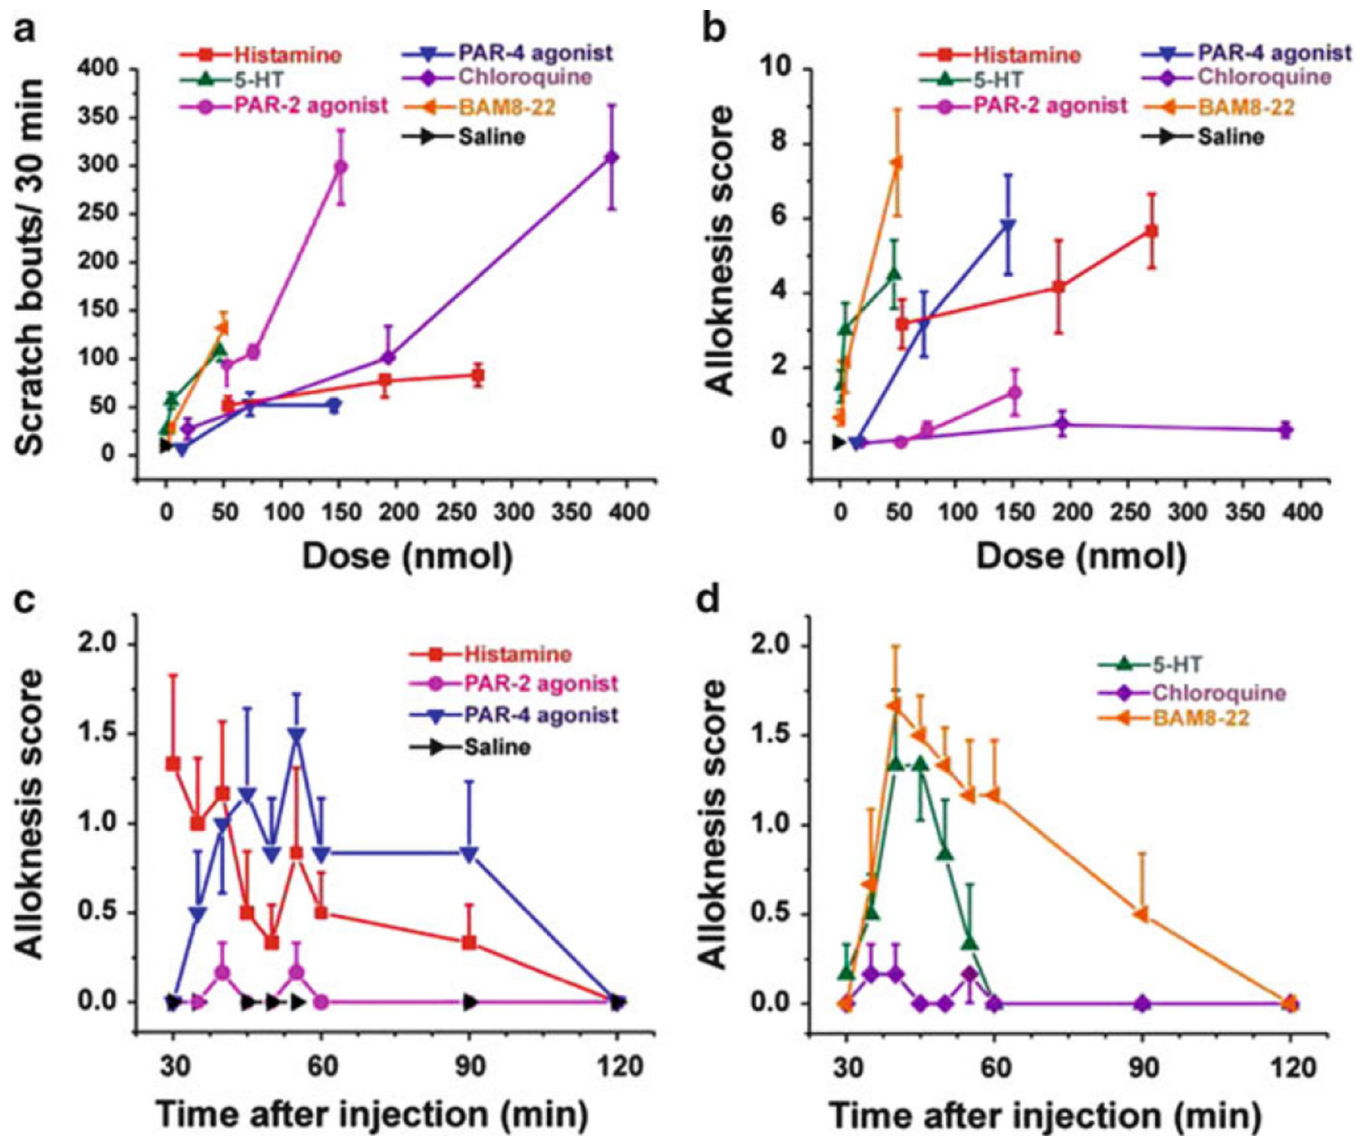 a
Histamine
5-HT
PAR-2 agonist
PAR-4 agonist
Chloroquine
BAM8-22
Saline
Scratch bouts/ 30 min
400
350
300
250
200
150
100
50
0
0 50 100 150 200 250 300 350 400
Dose (nmol)
b
Histamine
5-HT
PAR-2 agonist
PAR-4 agonist
Chloroquine
BAM8-22
Saline
Alloknesis score
10
8
6
4
2
0
0 50 100 150 200 250 300 350 400
Dose (nmol)
c
Histamine
PAR-2 agonist
PAR-4 agonist
Saline
Alloknesis score
2.0
1.5
1.0
0.5
0.0
30 60 90 120
Time after injection (min)
d
5-HT
Chloroquine
BAM8-22
Alloknesis score
2.0
1.5
1.0
0.5
0.0
30 60 90 120
Time after injection (min)